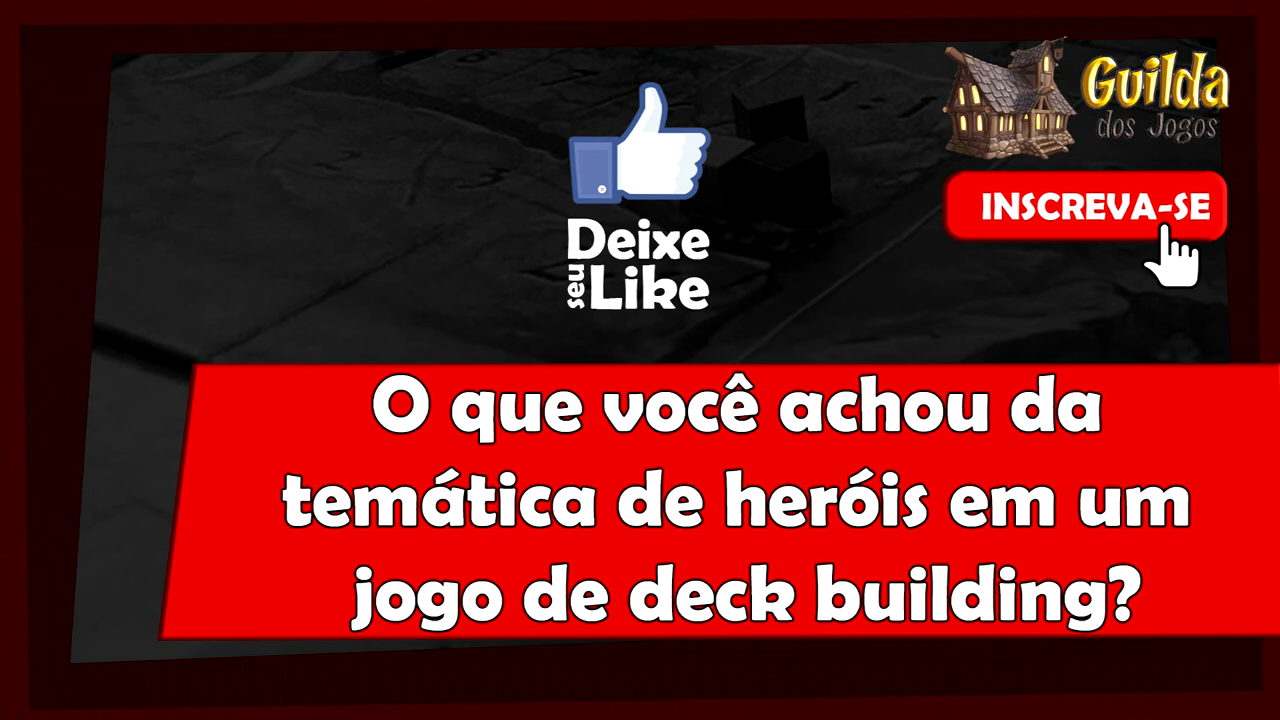 Guilda
dos Jogos
INSCREVA-SE
Deixe
seu Like
O que você achou da
temática de heróis em um
jogo de deck building?